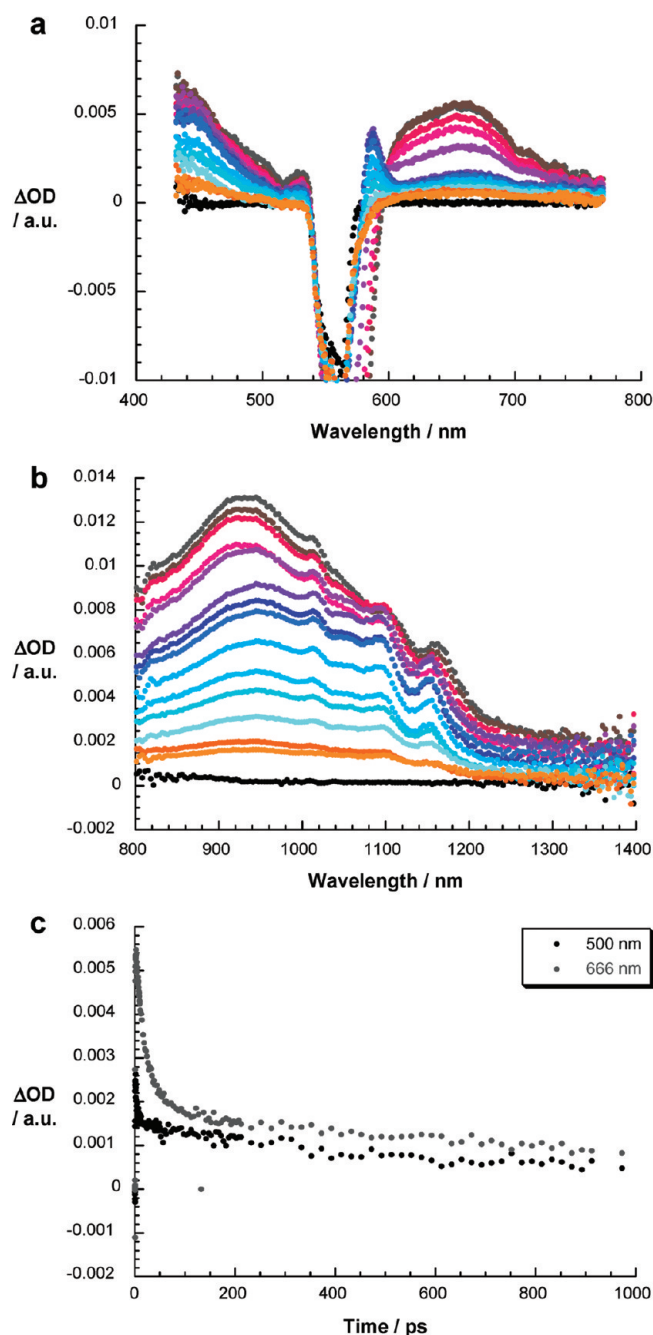 a
0.01
0.005
0
-0.005
-0.01
ΔOD
/ a.u.
400 500 600 700 800
Wavelength / nm
b
0.014
0.012
0.01
0.008
0.006
0.004
0.002
0
-0.002
ΔOD
/ a.u.
800 900 1000 1100 1200 1300 1400
Wavelength / nm
c
0.006
0.005
0.004
0.003
0.002
0.001
0
-0.001
-0.002
ΔOD
/ a.u.
500 nm
666 nm
0 200 400 600 800 1000
Time / ps